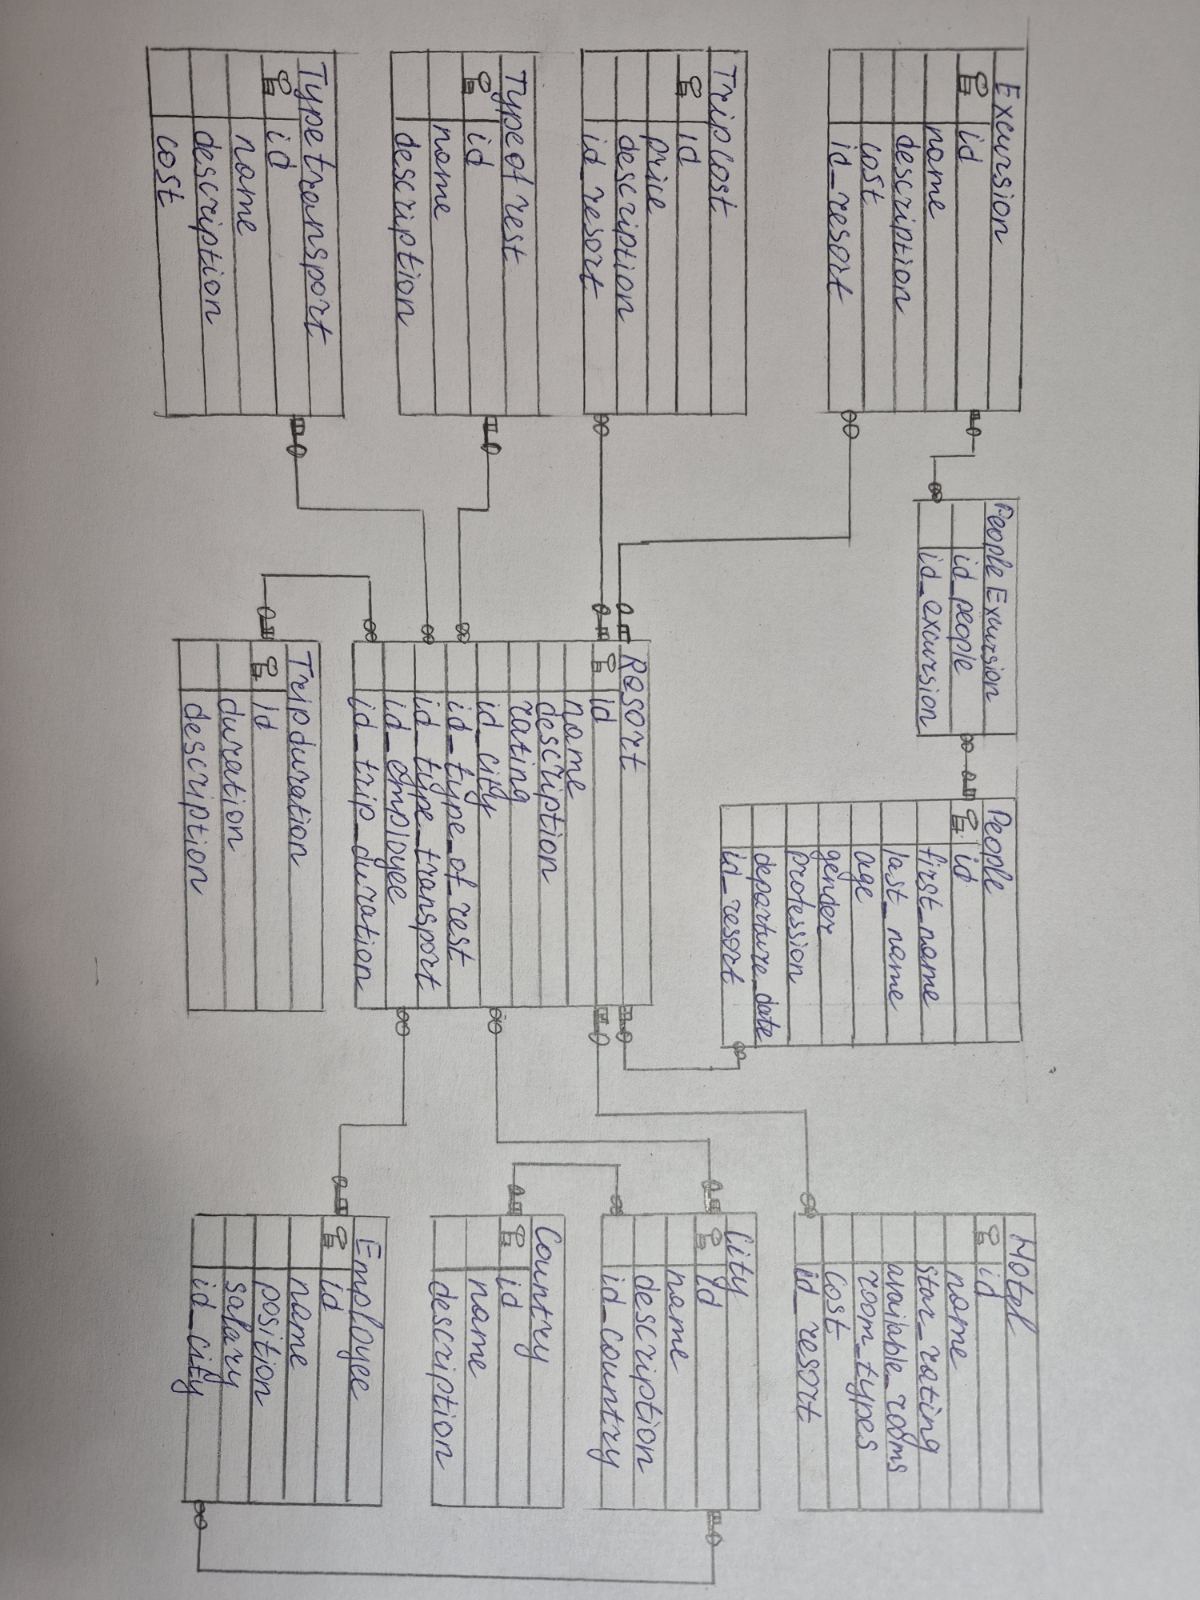 Excursion
id
name
description
cost
id_resort
People Excursion
id_people
id_excursion
People
id
first_name
last_name
age
gender
profession
departure_date
id_resort
Hotel
id
name
star_rating
available_rooms
room_types
cost
id_resort
Trip cost
id
price
description
id_resort
City
id
name
description
id_country
Resort
id
name
description
rating
id_city
id_type_of_rest
id_type_transport
id_employee
id_trip_duration
Type of rest
id
name
description
Country
id
name
description
Type transport
id
name
description
cost
Trip duration
id
duration
description
Employee
id
name
position
salary
id_city